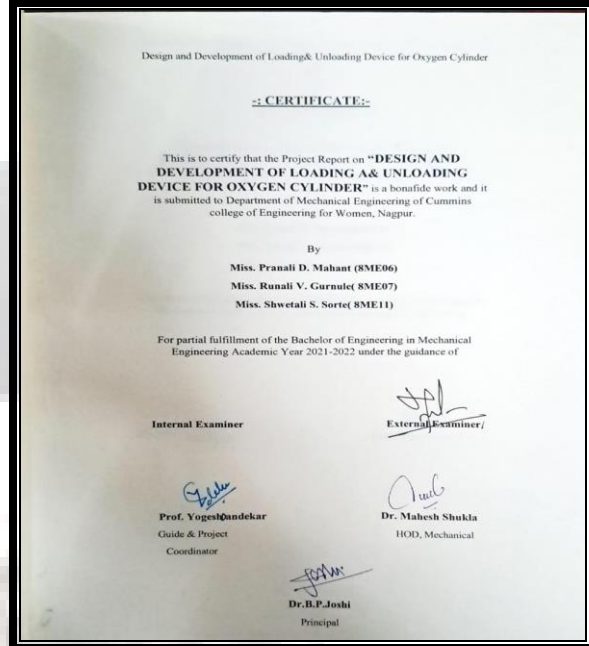 Design and Development of Loading& Unloading Device for Oxygen Cylinder
-: CERTIFICATE:-
This is to certify that the Project Report on “DESIGN AND
DEVELOPMENT OF LOADING A& UNLOADING
DEVICE FOR OXYGEN CYLINDER” is a bonafide work and it
is submitted to Department of Mechanical Engineering of Cummins
college of Engineering for Women, Nagpur.
By
Miss. Pranali D. Mahant (8ME06)
Miss. Runali V. Gurnule( 8ME07)
Miss. Shwetali S. Sorte( 8ME11)
For partial fulfillment of the Bachelor of Engineering in Mechanical
Engineering Academic Year 2021-2022 under the guidance of
Internal Examiner External Examiner/
Prof. Yogesh Dandekar Dr. Mahesh Shukla
Guide & Project HOD, Mechanical
Coordinator
Dr.B.P.Joshi
Principal